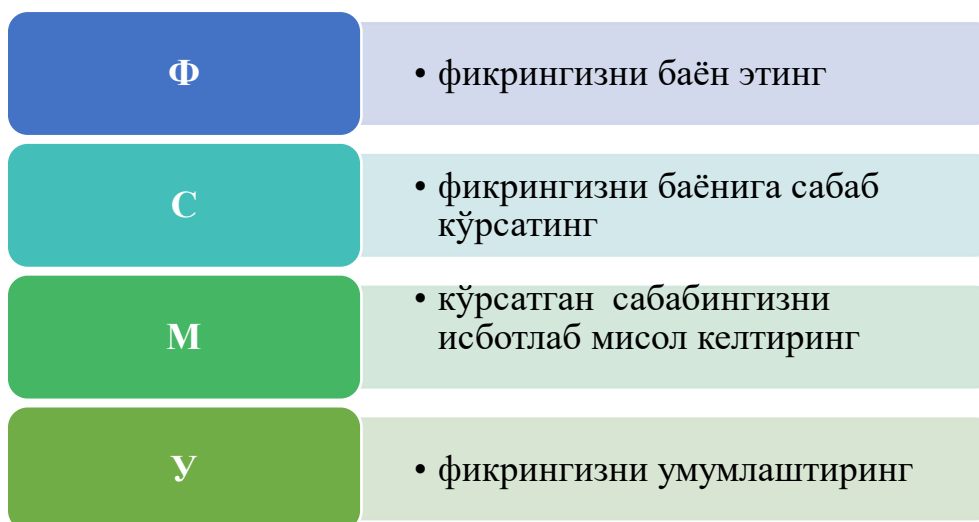 Ф
• фикрингизни баён этинг
С
• фикрингизни баёнига сабаб
кўрсатинг
М
• кўрсатган сабабингизни
исботлаб мисол келтиринг
У
• фикрингизни умумлаштиринг